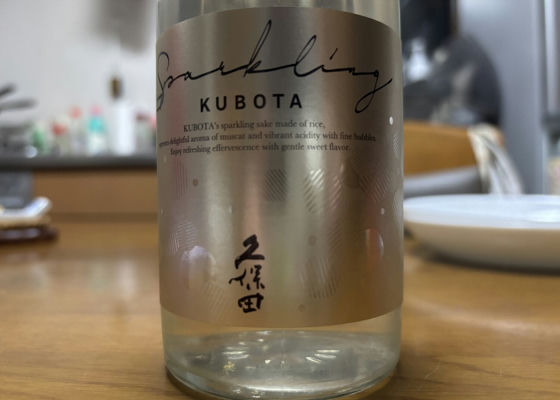 Sparkling
KUBOTA
KUBOTA's sparkling sake made of rice,
delightful aroma of muscat and vibrant acidity with fine bubbles.
Enjoy refreshing effervescence with gentle sweet flavor.
久保田